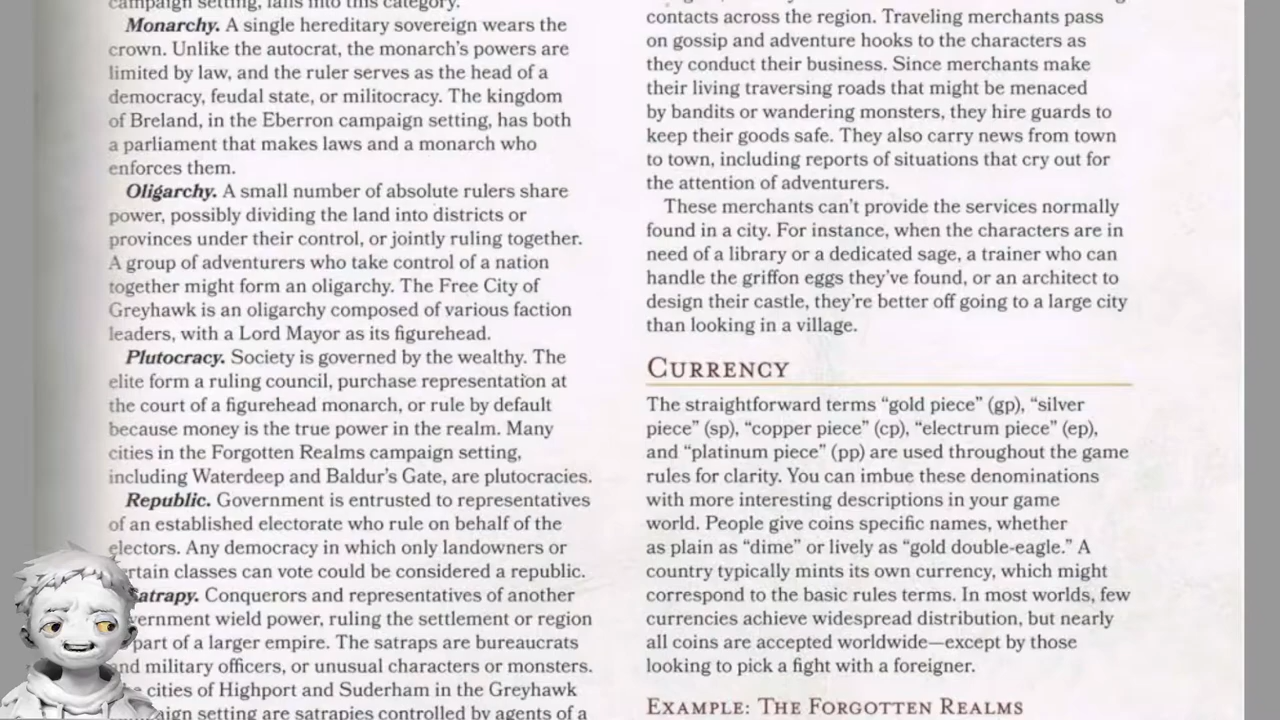 campaign setting, falls into this category.
Monarchy. A single hereditary sovereign wears the
crown. Unlike the autocrat, the monarch's powers are
limited by law, and the ruler serves as the head of a
democracy, feudal state, or militocracy. The kingdom
of Breland, in the Eberron campaign setting, has both
a parliament that makes laws and a monarch who
enforces them.
Oligarchy. A small number of absolute rulers share
power, possibly dividing the land into districts or
provinces under their control, or jointly ruling together.
A group of adventurers who take control of a nation
together might form an oligarchy. The Free City of
Greyhawk is an oligarchy composed of various faction
leaders, with a Lord Mayor as its figurehead.
Plutocracy. Society is governed by the wealthy. The
elite form a ruling council, purchase representation at
the court of a figurehead monarch, or rule by default
because money is the true power in the realm. Many
cities in the Forgotten Realms campaign setting,
including Waterdeep and Baldur's Gate, are plutocracies.
Republic. Government is entrusted to representatives
of an established electorate who rule on behalf of the
electors. Any democracy in which only landowners or
rtain classes can vote could be considered a republic.
atrapy. Conquerors and representatives of another
ernment wield power, ruling the settlement or region
part of a larger empire. The satraps are bureaucrats
nd military officers, or unusual characters or monsters.
cities of Highport and Suderham in the Greyhawk
aign setting are satrapies controlled by agents of a
contacts across the region. Traveling merchants pass
on gossip and adventure hooks to the characters as
they conduct their business. Since merchants make
their living traversing roads that might be menaced
by bandits or wandering monsters, they hire guards to
keep their goods safe. They also carry news from town
to town, including reports of situations that cry out for
the attention of adventurers.
These merchants can't provide the services normally
found in a city. For instance, when the characters are in
need of a library or a dedicated sage, a trainer who can
handle the griffon eggs they've found, or an architect to
design their castle, they're better off going to a large city
than looking in a village.
Currency
The straightforward terms “gold piece” (gp), “silver
piece” (sp), “copper piece” (cp), “electrum piece” (ep),
and “platinum piece” (pp) are used throughout the game
rules for clarity. You can imbue these denominations
with more interesting descriptions in your game
world. People give coins specific names, whether
as plain as “dime” or lively as “gold double-eagle.” A
country typically mints its own currency, which might
correspond to the basic rules terms. In most worlds, few
currencies achieve widespread distribution, but nearly
all coins are accepted worldwide—except by those
looking to pick a fight with a foreigner.
Example: The Forgotten Realms